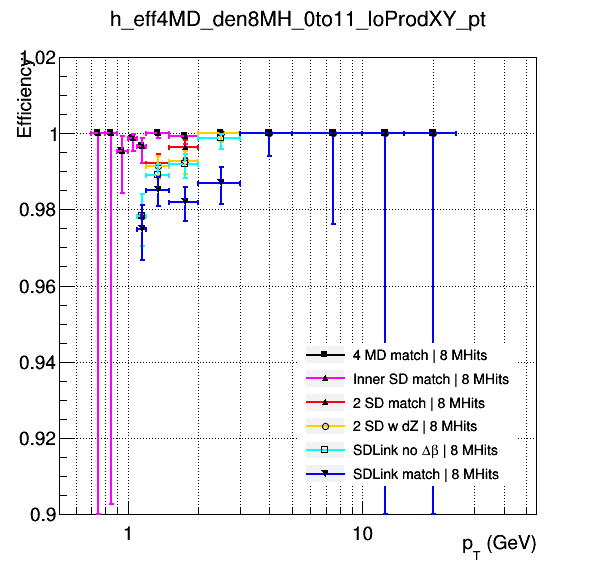 h_eff4MD_den8MH_0to11_loProdXY_pt
Efficiency
1.02
1
0.98
0.96
0.94
0.92
0.9
4 MD match | 8 MHits
Inner SD match | 8 MHits
2 SD match | 8 MHits
2 SD w dZ | 8 MHits
SDLink no Δβ | 8 MHits
SDLink match | 8 MHits
1
10
p_T (GeV)